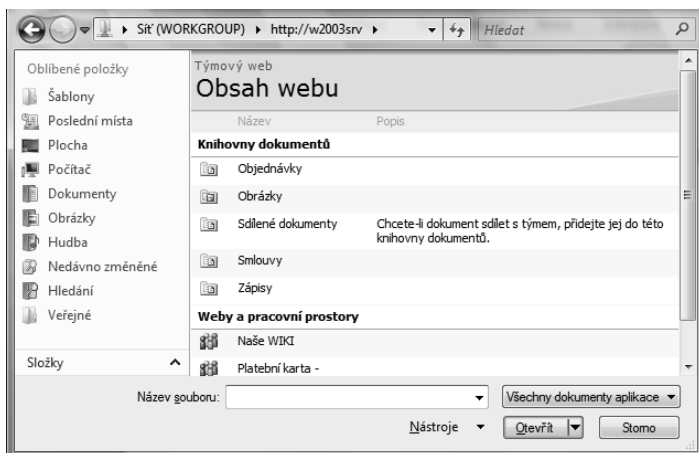 Síť (WORKGROUP) http://w2003srv Hledat
Oblíbené položky
Šablony
Poslední místa
Plocha
Počítač
Dokumenty
Obrázky
Hudba
Nedávno změněné
Hledání
Veřejné
Složky
Týmový web
Obsah webu
Název Popis
Knihovny dokumentů
Objednávky
Obrázky
Sdílené dokumenty Chcete-li dokument sdílet s týmem, přidejte jej do této
knihovny dokumentů.
Smlouvy
Zápisy
Weby a pracovní prostory
Naše WIKI
Platební karta -
Název souboru: Všechny dokumenty aplikace
Nástroje Otevřít Storno